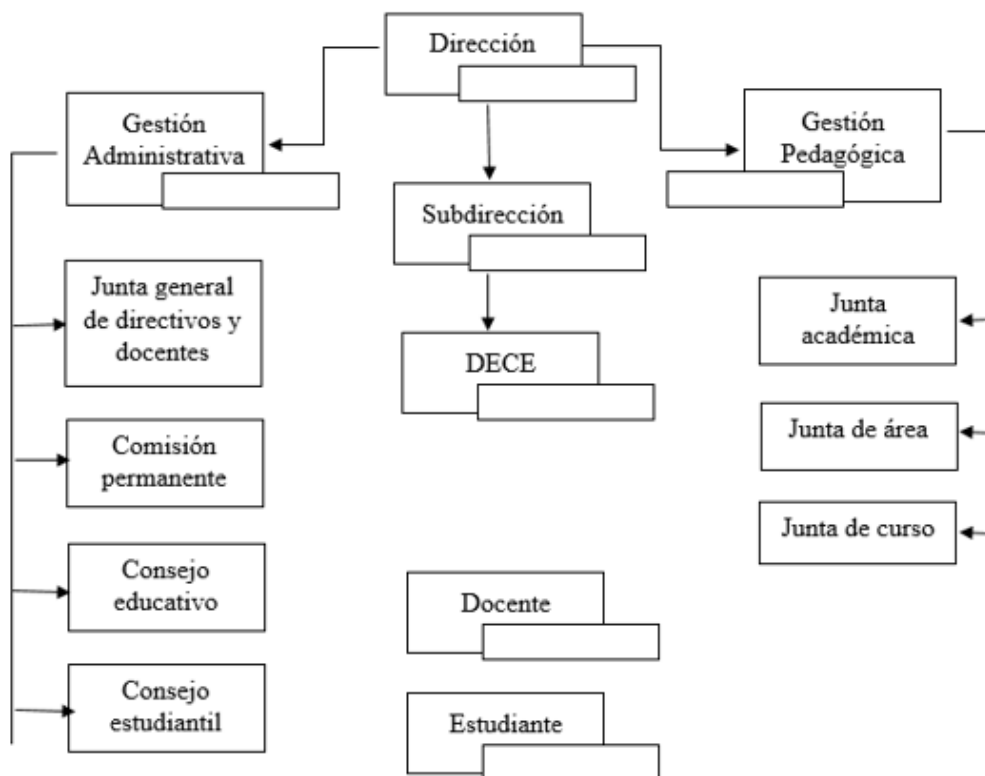 Dirección
Gestión
Administrativa
Gestión
Pedagógica
Subdirección
Junta general
de directivos y
docentes
Junta
académica
DECE
Comisión
permanente
Junta de área
Junta de curso
Consejo
educativo
Docente
Consejo
estudiantil
Estudiante